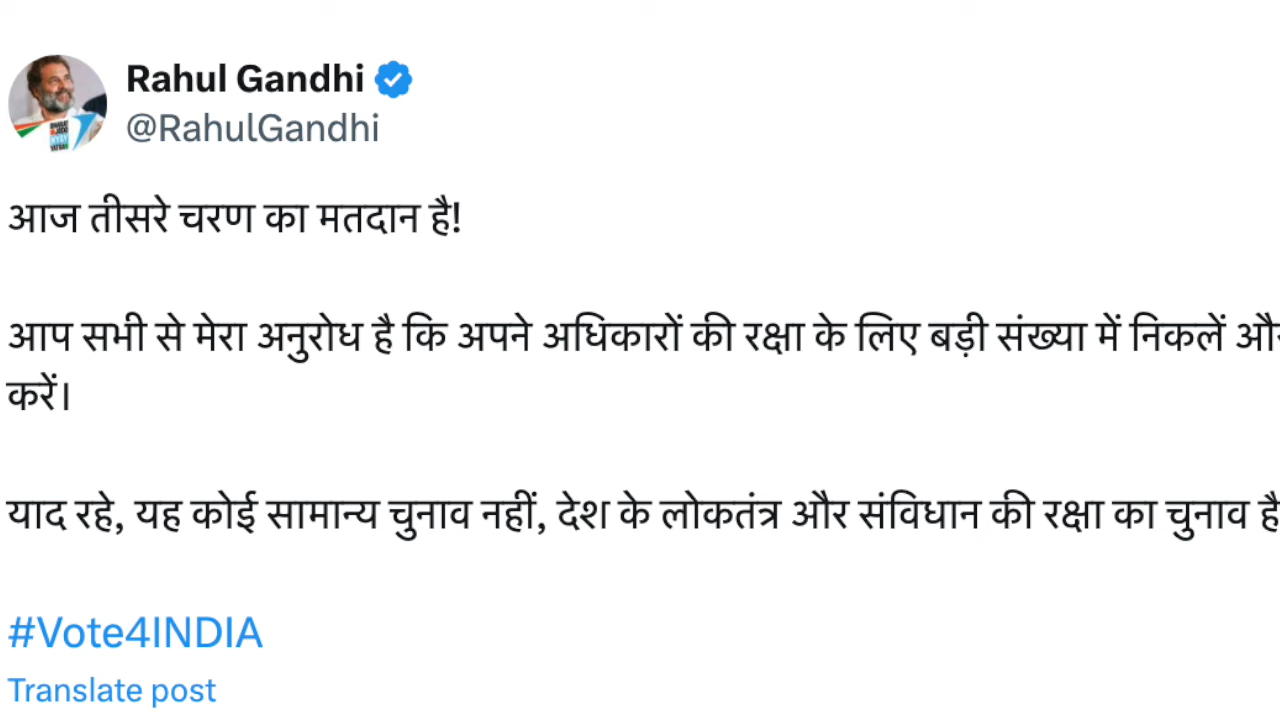 Rahul Gandhi
@RahulGandhi
आज तीसरे चरण का मतदान है!
आप सभी से मेरा अनुरोध है कि अपने अधिकारों की रक्षा के लिए बड़ी संख्या में निकलें
करें।
याद रहे, यह कोई सामान्य चुनाव नहीं, देश के लोकतंत्र और संविधान की रक्षा का चुनाव है
#Vote4INDIA
Translate post